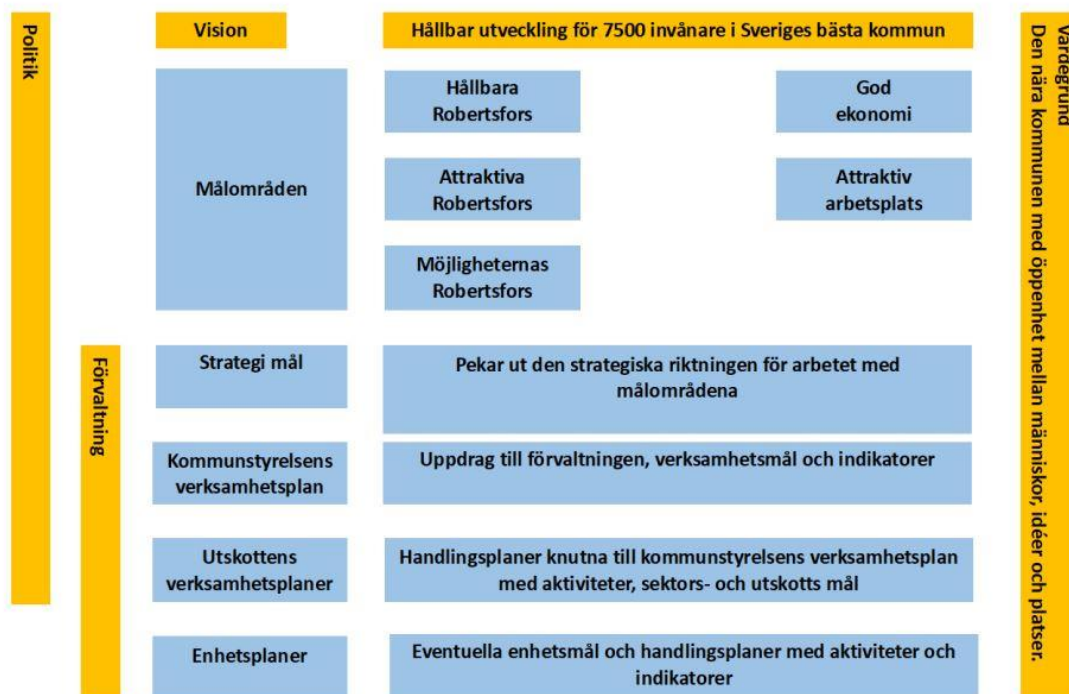 Politik
Vision
Hållbar utveckling för 7500 invånare i Sveriges bästa kommun
Målområden
Hållbara
Robertsfors
God
ekonomi
Attraktiva
Robertsfors
Attraktiv
arbetsplats
Möjligheternas
Robertsfors
Förvaltning
Strategi mål
Pekar ut den strategiska riktningen för arbetet med
målområdena
Kommunstyrelsens
verksamhetsplan
Uppdrag till förvaltningen, verksamhetsmål och indikatorer
Utskottens
verksamhetsplaner
Handlingsplaner knutna till kommunstyrelsens verksamhetsplan
med aktiviteter, sektors- och utskotts mål
Enhetsplaner
Eventuella enhetsmål och handlingsplaner med aktiviteter och
indikatorer
Värdegrund
Den nära kommunen med öppenhet mellan människor, idéer och platser.